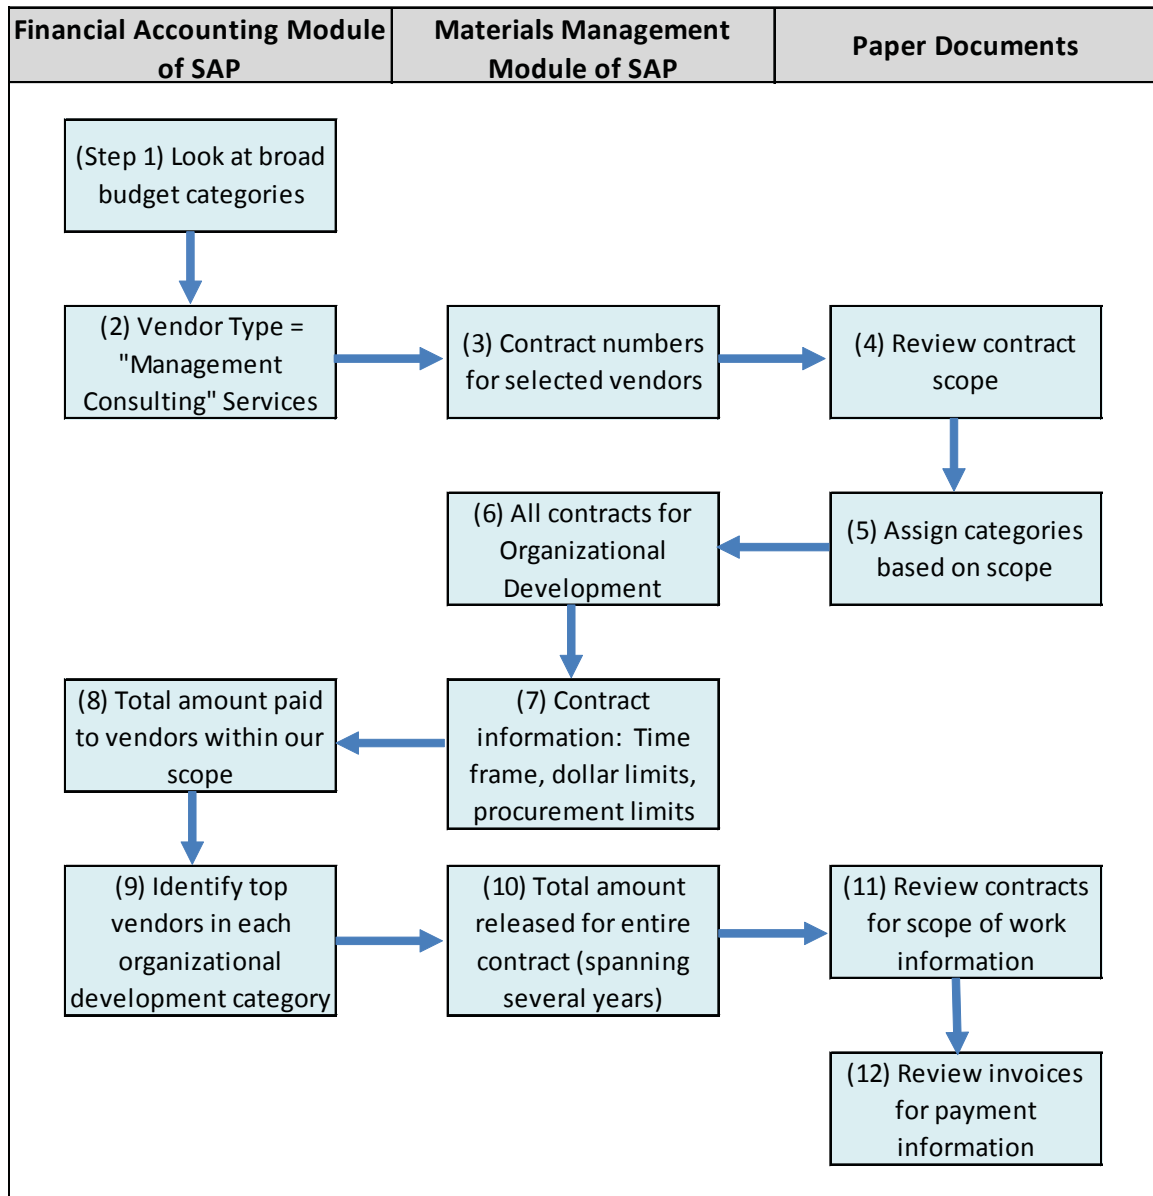 Financial Accounting Module
of SAP
Materials Management
Module of SAP
Paper Documents
(Step 1) Look at broad
budget categories
(2) Vendor Type =
"Management
Consulting" Services
(3) Contract numbers
for selected vendors
(4) Review contract
scope
(5) Assign categories
based on scope
(6) All contracts for
Organizational
Development
(7) Contract
information:  Time
frame, dollar limits,
procurement limits
(8) Total amount paid
to vendors within our
scope
(9) Identify top
vendors in each
organizational
development category
(10) Total amount
released for entire
contract (spanning
several years)
(11) Review contracts
for scope of work
information
(12) Review invoices
for payment
information